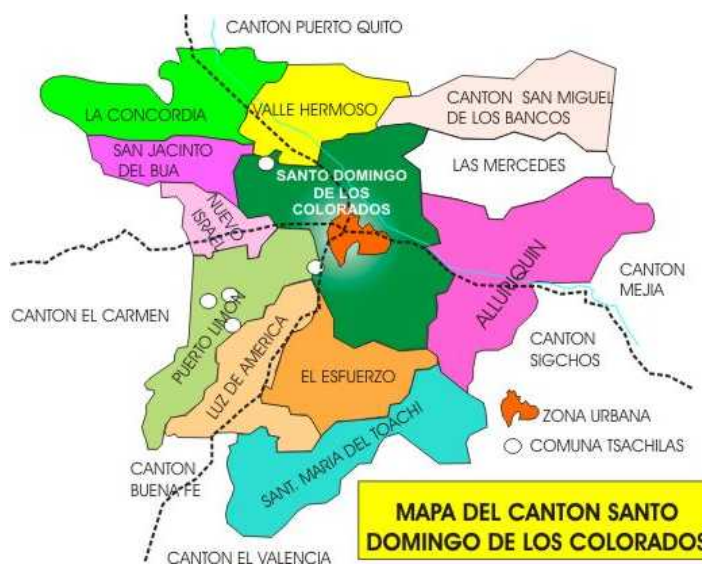 CANTON PUERTO QUITO
LA CONCORDIA
VALLE HERMOSO
CANTON SAN MIGUEL
DE LOS BANCOS
SAN JACINTO
DEL BUA
LAS MERCEDES
SANTO DOMINGO
DE LOS
COLORADOS
NUEVO
ISRAEL
ALLURIQUIN
CANTON
MEJIA
CANTON EL CARMEN
PUERTO LIMON
LUZ DE AMERICA
CANTON
SIGCHOS
EL ESFUERZO
ZONA URBANA
COMUNA TSACHILAS
SANT. MARIA DEL TOACHI
CANTON
BUENA FE
CANTON EL VALENCIA
MAPA DEL CANTON SANTO
DOMINGO DE LOS COLORADOS